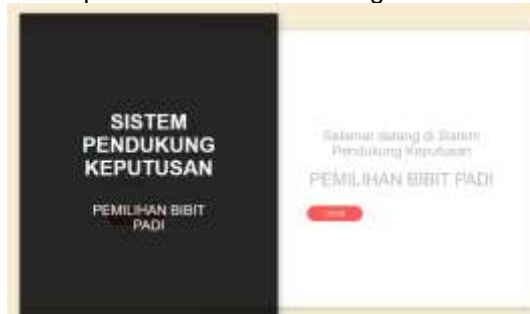 SISTEM
PENDUKUNG
KEPUTUSAN
PEMILIHAN BIBIT
PADI
Selamat datang di Sistem
Pendukung Keputusan
PEMILIHAN BIBIT PADI